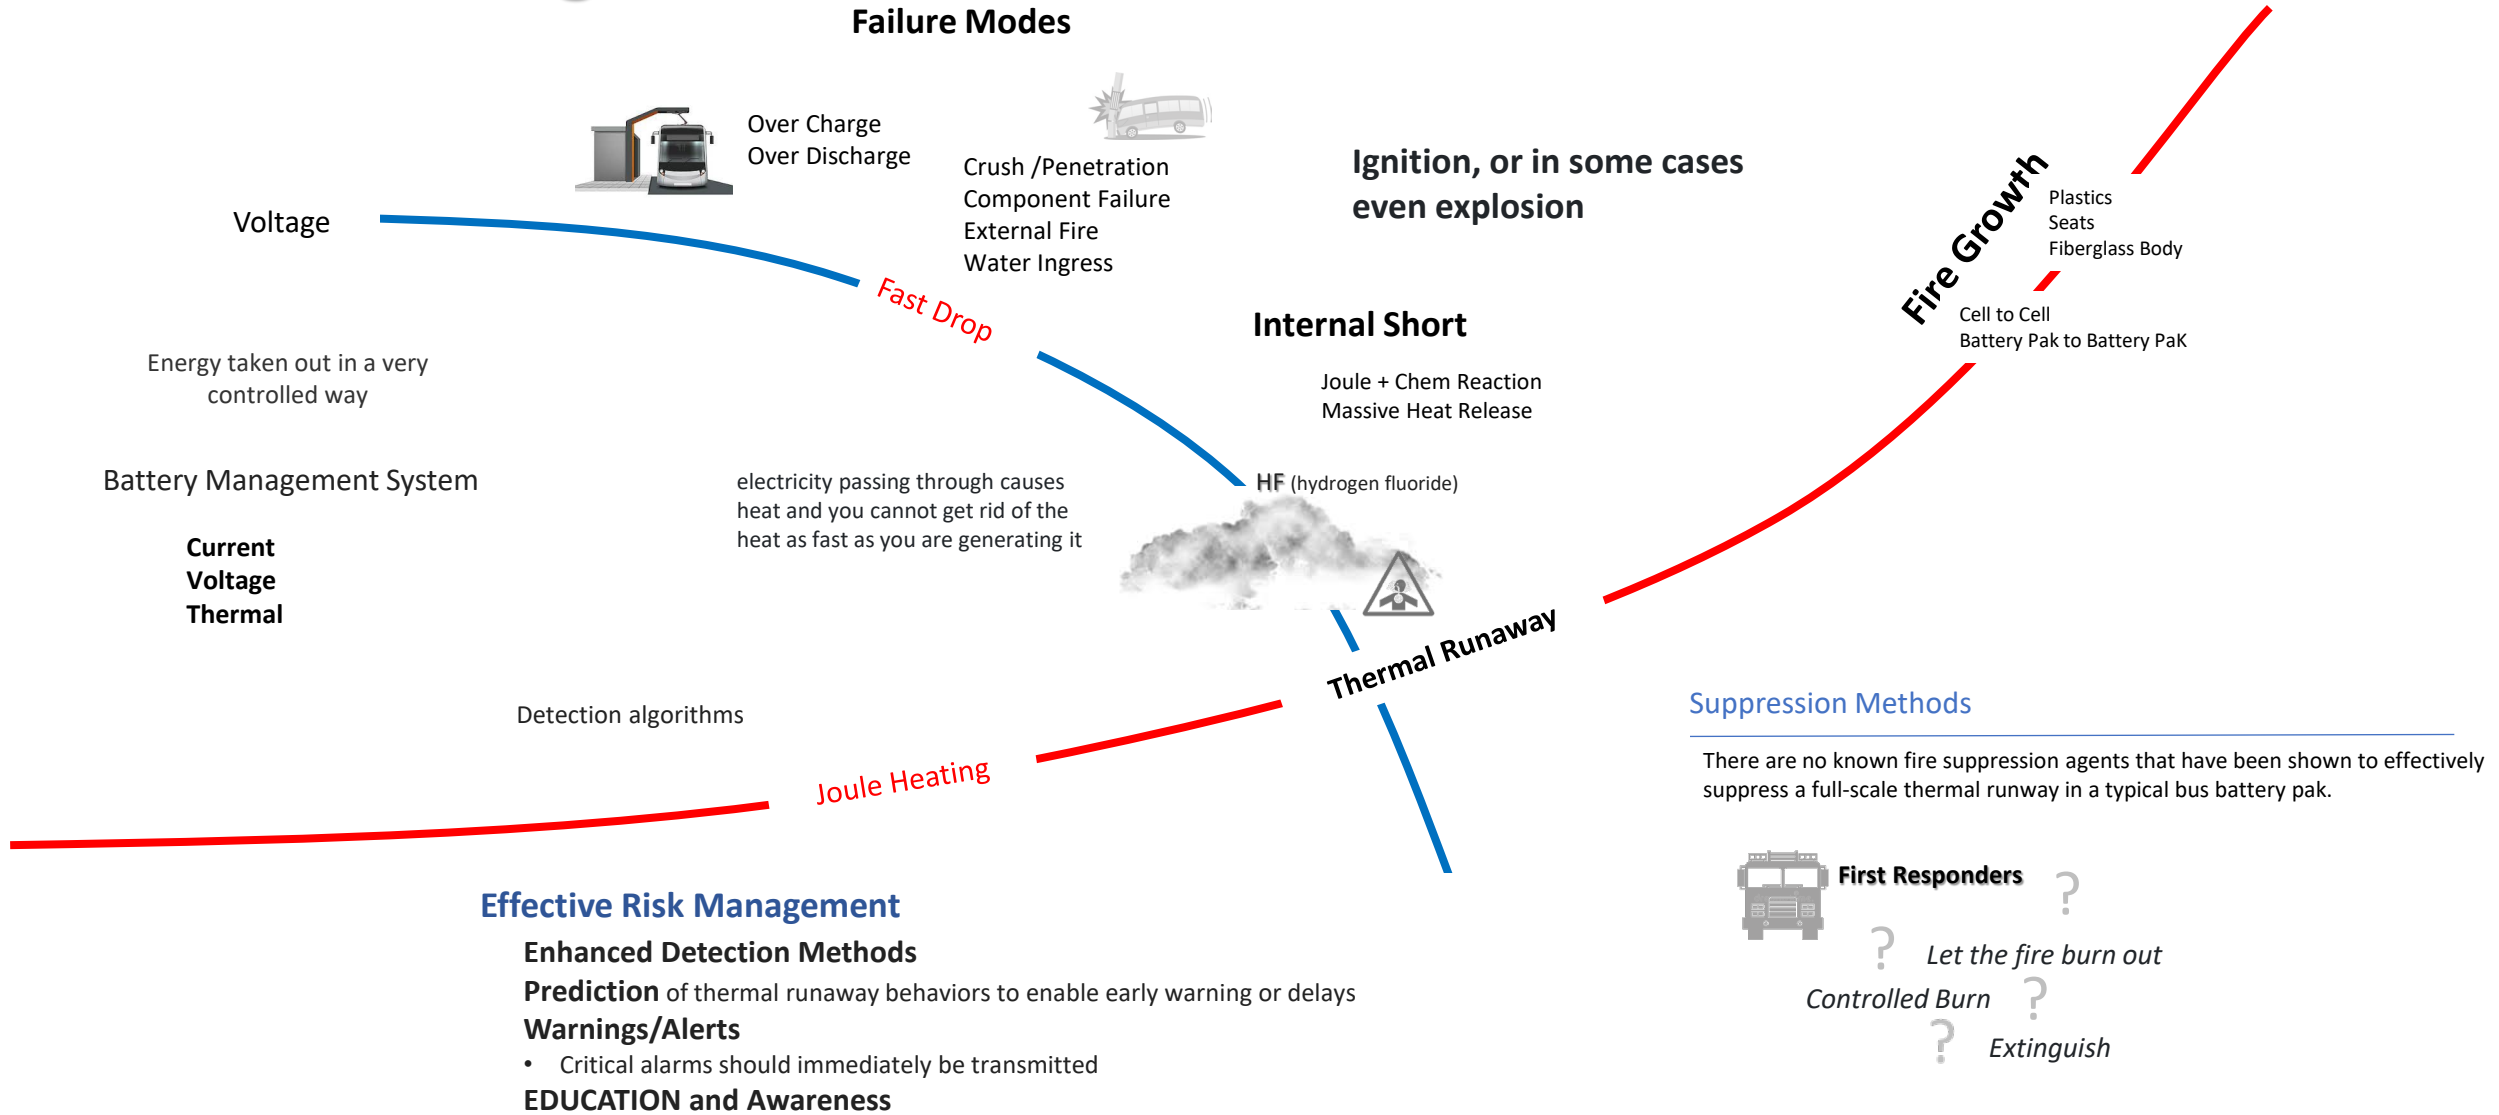 Failure Modes
Over Charge
Over Discharge
Crush /Penetration
Component Failure
External Fire
Water Ingress
Ignition, or in some cases
even explosion
Voltage
Fast Drop
Internal Short
Joule + Chem Reaction
Massive Heat Release
Fire Growth
Plastics
Seats
Fiberglass Body
Cell to Cell
Battery Pak to Battery PaK
Energy taken out in a very
controlled way
Battery Management System
Current
Voltage
Thermal
electricity passing through causes
heat and you cannot get rid of the
heat as fast as you are generating it
HF (hydrogen fluoride)
Thermal Runaway
Detection algorithms
Joule Heating
Suppression Methods
There are no known fire suppression agents that have been shown to effectively
suppress a full-scale thermal runway in a typical bus battery pak.
First Responders
?
? Let the fire burn out
Controlled Burn ?
? Extinguish
Effective Risk Management
Enhanced Detection Methods
Prediction of thermal runaway behaviors to enable early warning or delays
Warnings/Alerts
• Critical alarms should immediately be transmitted
EDUCATION and Awareness